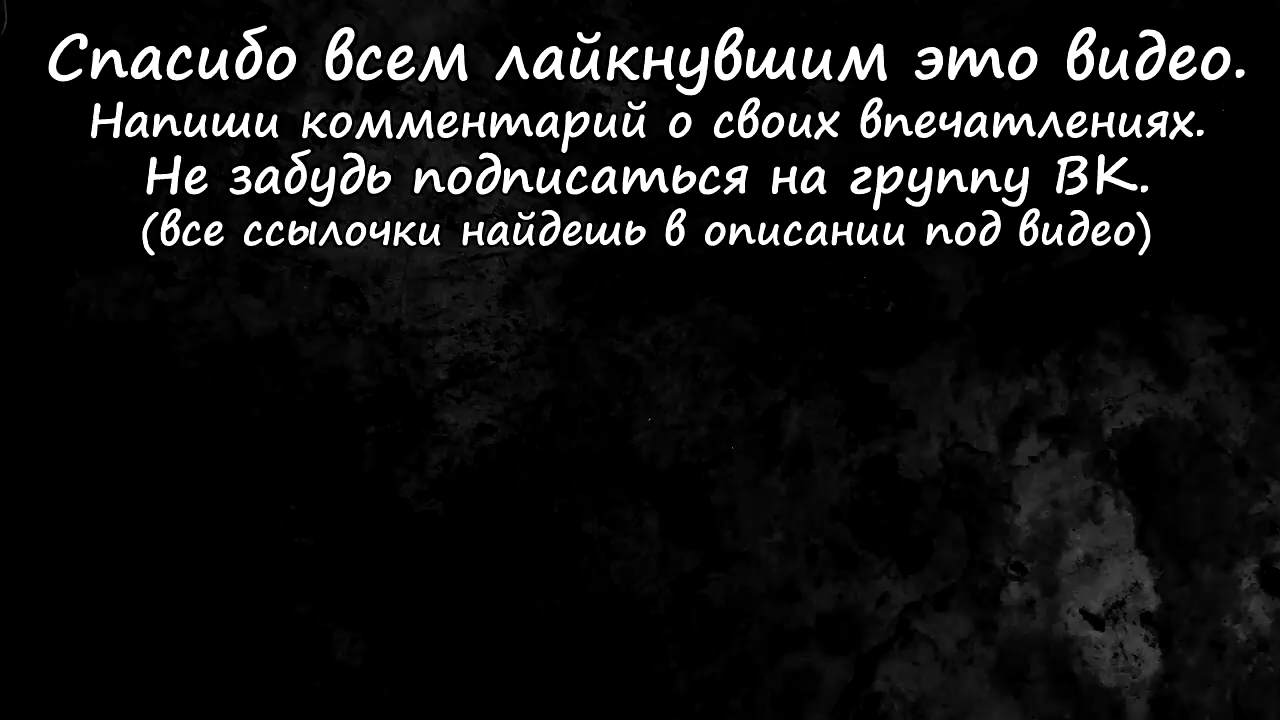 Спасибо всем лайкнувшим это видео.
Напиши комментарий о своих впечатлениях.
Не забудь подписаться на группу ВК.
(все ссылочки найдешь в описании под видео)